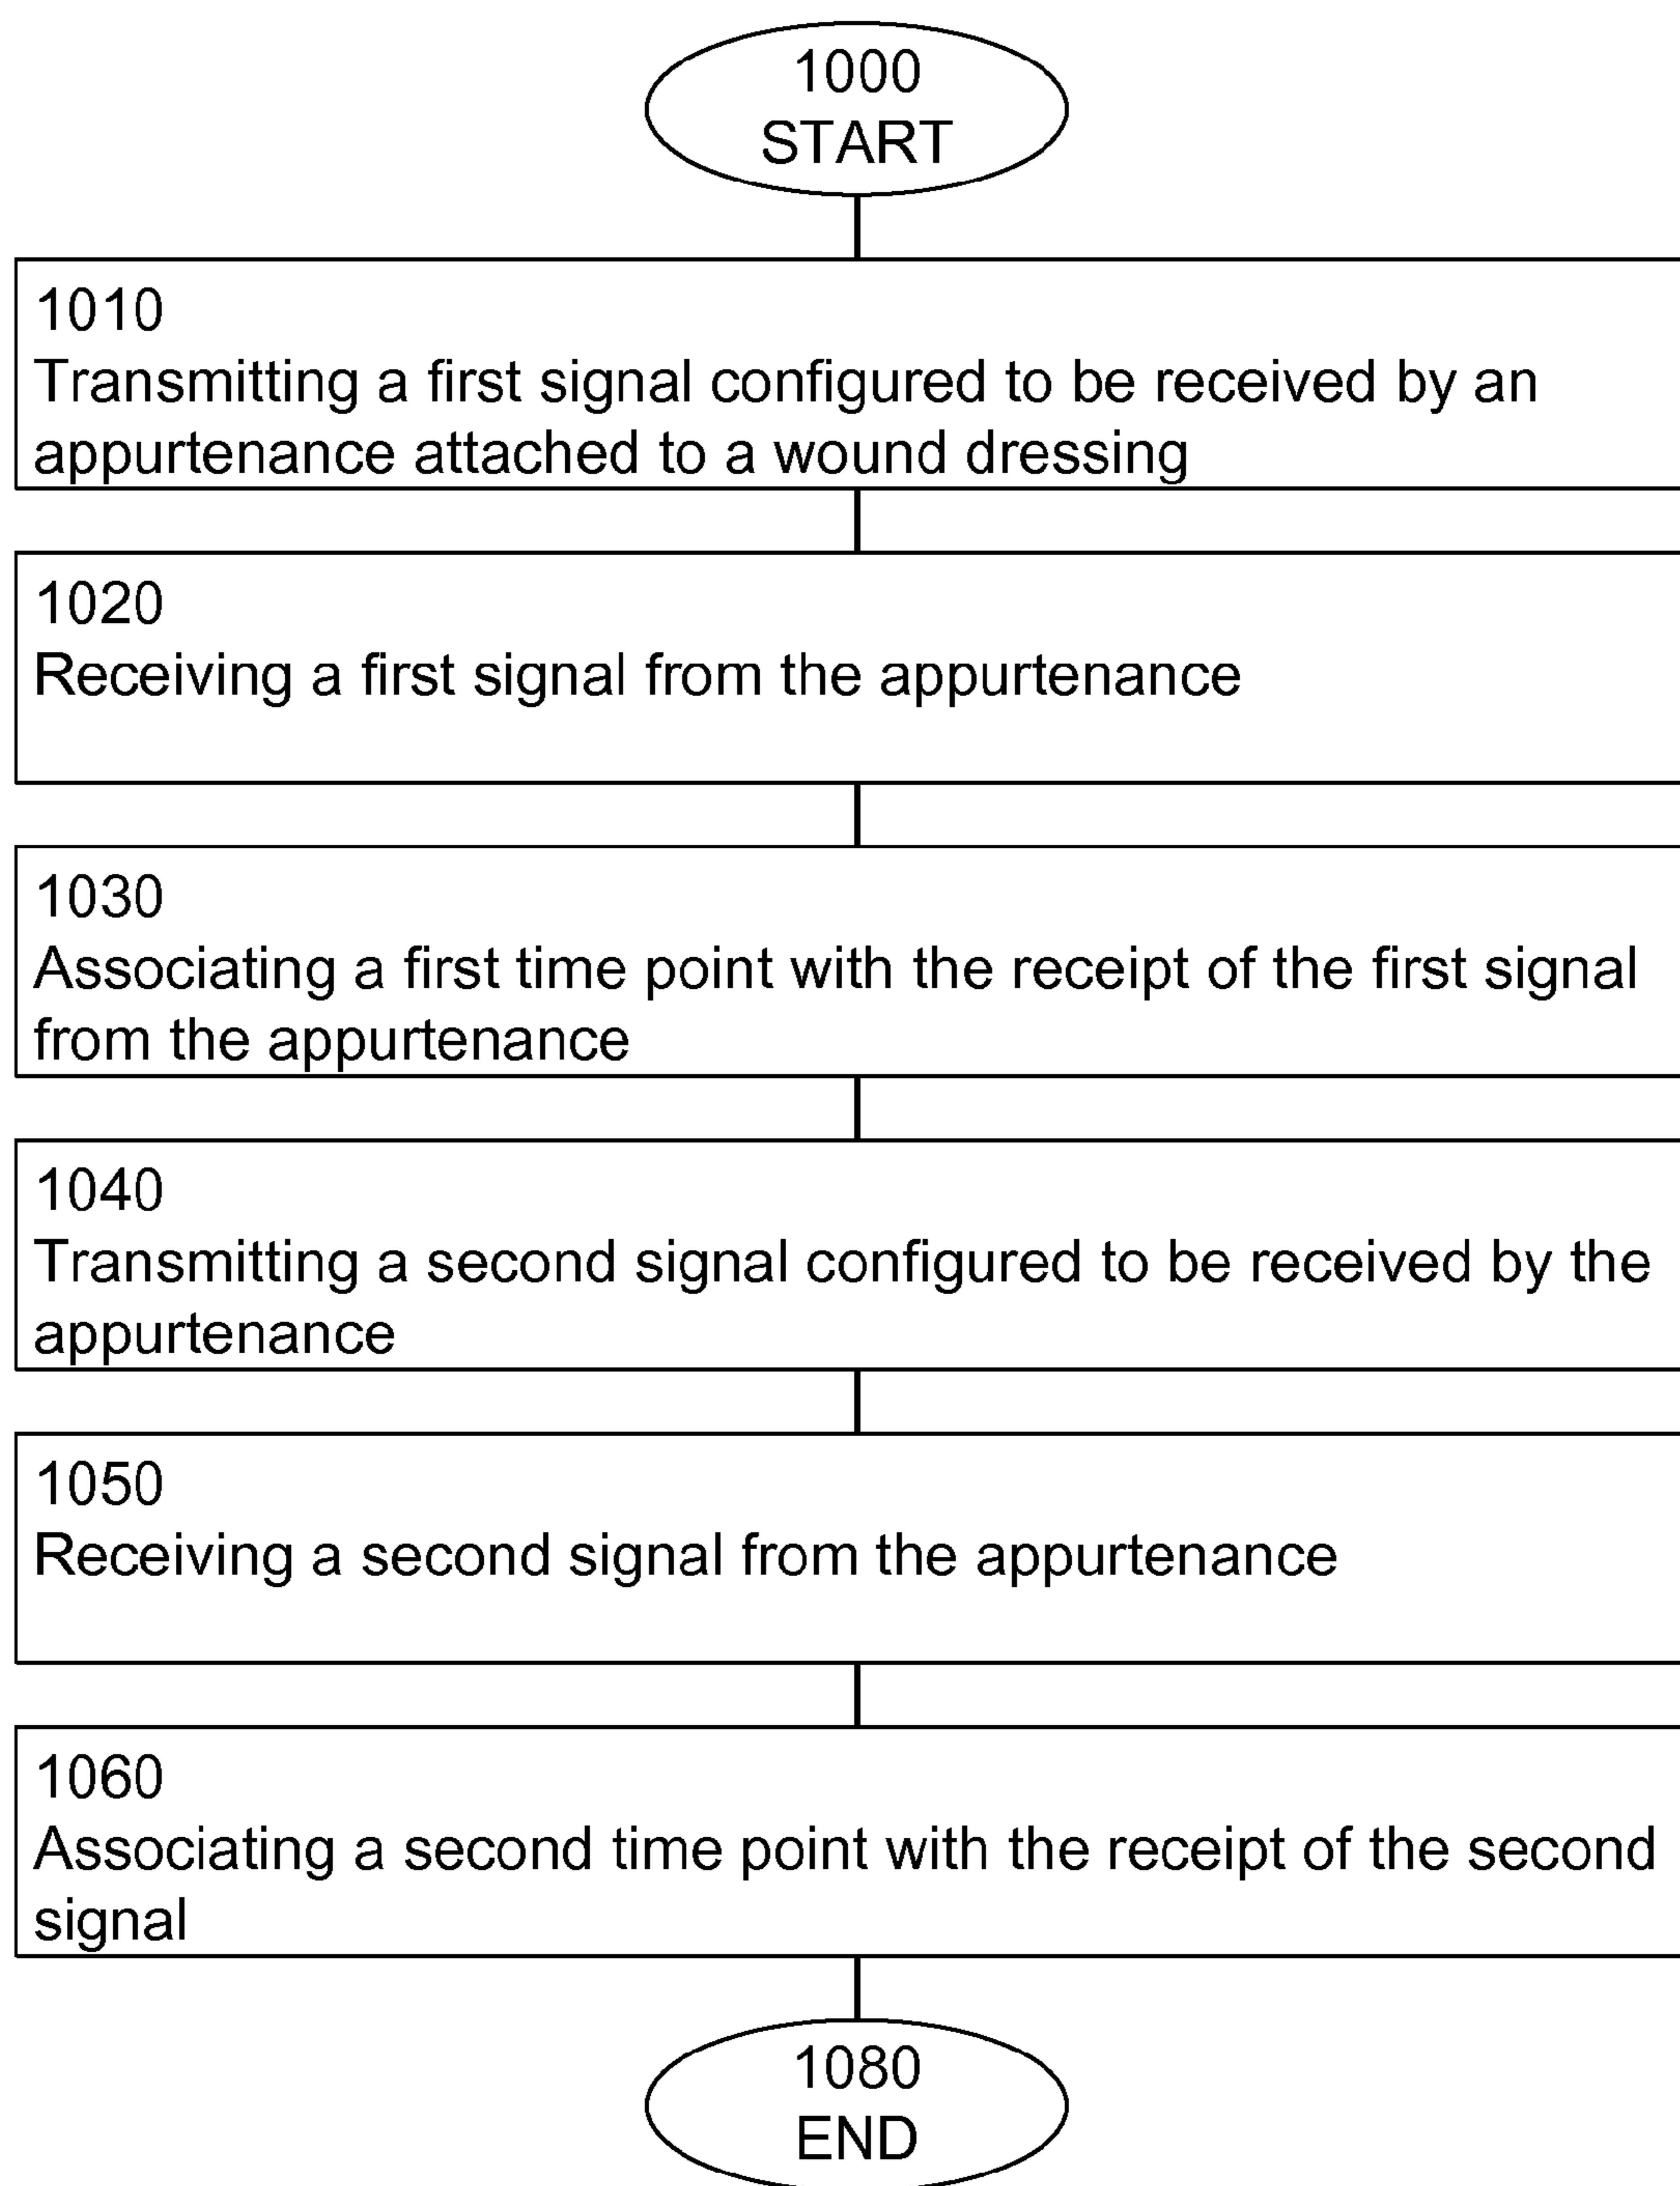 1000
START
1010
Transmitting a first signal configured to be received by an
appurtenance attached to a wound dressing
1020
Receiving a first signal from the appurtenance
1030
Associating a first time point with the receipt of the first signal
from the appurtenance
1040
Transmitting a second signal configured to be received by the
appurtenance
1050
Receiving a second signal from the appurtenance
1060
Associating a second time point with the receipt of the second
signal
1080
END